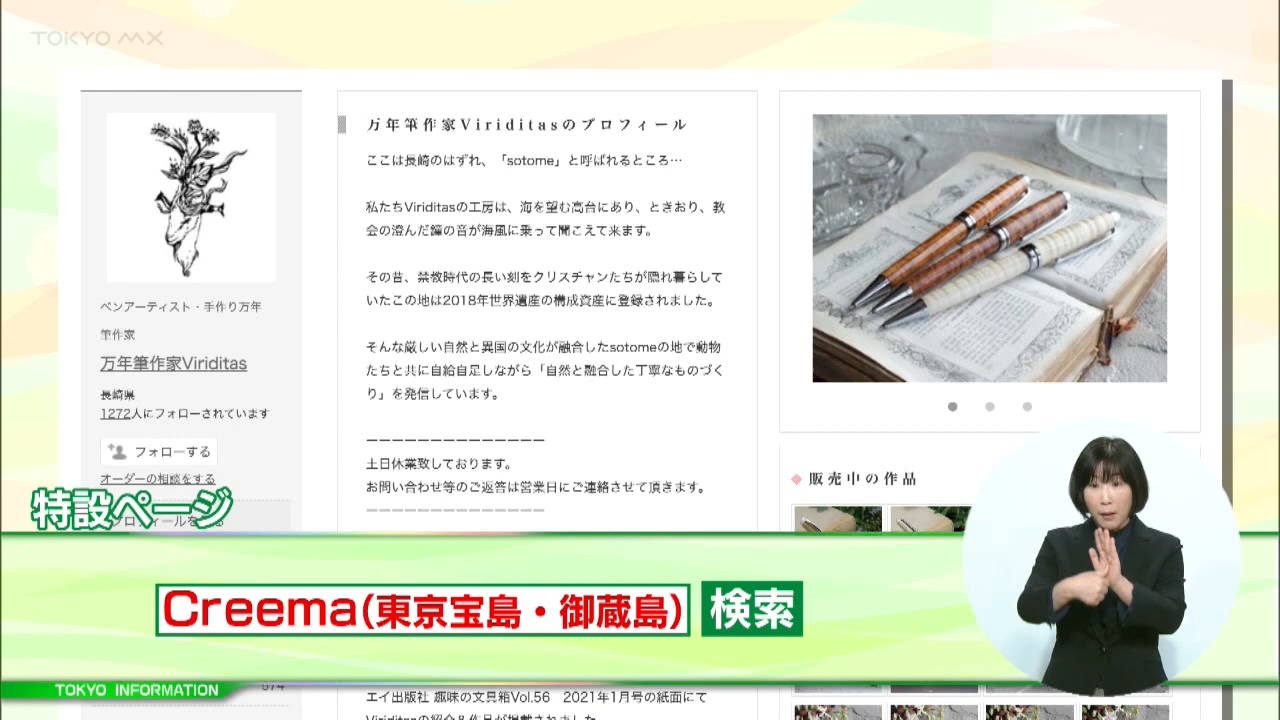 TOKYO MX
万年筆作家Viriditasのプロフィール
ここは長崎のはずれ、「sotome」と呼ばれるところ…
私たちViriditasの工房は、海を望む高台にあり、ときおり、教
会の澄んだ鐘の音が海風に乗って聞こえて来ます。
その昔、禁教時代の長い刻をクリスチャンたちが隠れ暮らして
いたこの地は2018年世界遺産の構成資産に登録されました。
そんな厳しい自然と異国の文化が融合したsotomeの地で動物
たちと共に自給自足しながら「自然と融合した丁寧なものづく
り」を発信しています。
ーーーーーーーーーーーーーー
土日休業致しております。
お問い合わせ等のご返答は営業日にご連絡させて頂きます。
ーーーーーーーーーーーーーー
ペンアーティスト・手作り万年
筆作家
万年筆作家Viriditas
長崎県
1272人にフォローされています
フォローする
オーダーの相談をする
販売中の作品
特設ページ
Creema(東京宝島・御蔵島)
検索
TOKYO INFORMATION
エイ出版社 趣味の文具箱Vol.56　2021年1月号の紙面にて